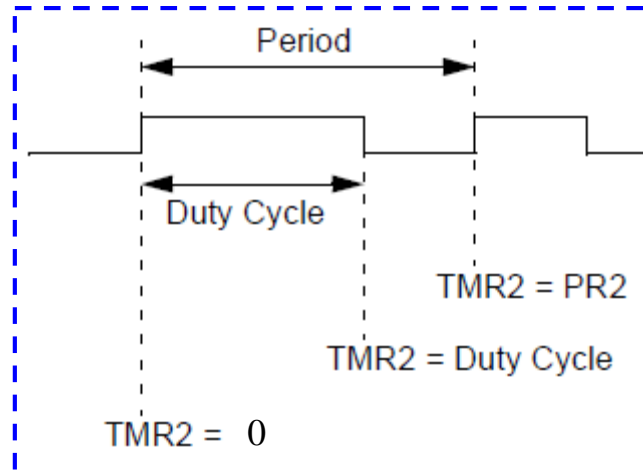 Period
Duty Cycle
TMR2 = PR2
TMR2 = Duty Cycle
TMR2 = 0